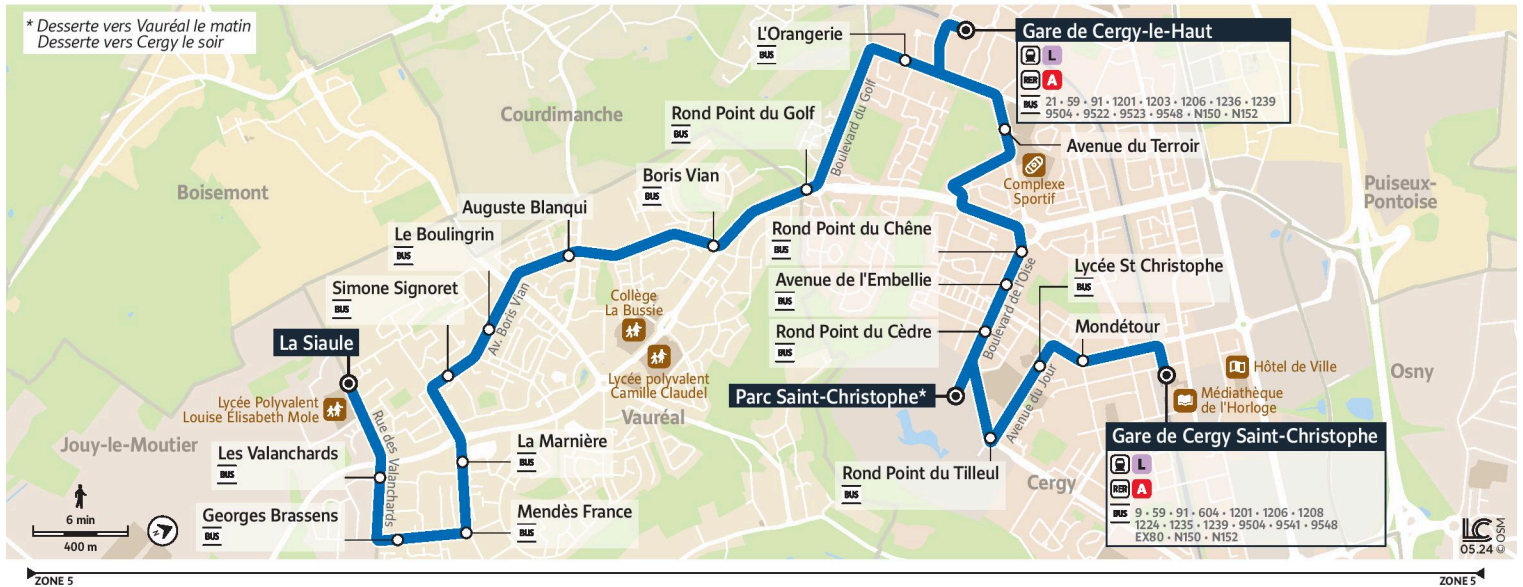 * Desserte vers Vauréal le matin
Desserte vers Cergy le soir
L'Orangerie
BUS
Gare de Cergy-le-Haut
L
RER A
BUS 21 • 59 • 91 • 1201 • 1203 • 1206 • 1236 • 1239
9504 • 9522 • 9523 • 9548 • N150 • N152
Courdimanche
Rond Point du Golf
BUS
Boulevard du Golf
Avenue du Terroir
Complexe
Sportif
Puiseux-
Pontoise
Boisemont
Boris Vian
BUS
Auguste Blanqui
Le Boulingrin
BUS
Rond Point du Chêne
BUS
Simone Signoret
BUS
Av. Boris Vian
Collège
La Bussie
Avenue de l'Embellie
BUS
Boulevard de l'Oise
Lycée St Christophe
BUS
Rond Point du Cèdre
BUS
Mondétour
La Siaule
Lycée polyvalent
Camille Claudel
Vauréal
Parc Saint-Christophe*
Avenue du Jour
Hôtel de Ville
Médiathèque
de l'Horloge
Osny
Lycée Polyvalent
Louise Élisabeth Mole
Rue des Valanchards
Jouy-le-Moutier
Les Valanchards
BUS
La Marnière
BUS
Rond Point du Tilleul
BUS
Cergy
Gare de Cergy Saint-Christophe
L
RER A
BUS 9 • 59 • 91 • 604 • 1201 • 1206 • 1208
1224 • 1235 • 1239 • 9504 • 9541 • 9548
EX80 • N150 • N152
Georges Brassens
BUS
Mendès France
BUS
6 min
400 m
N
LC
05.24 © OSM
ZONE 5
ZONE 5